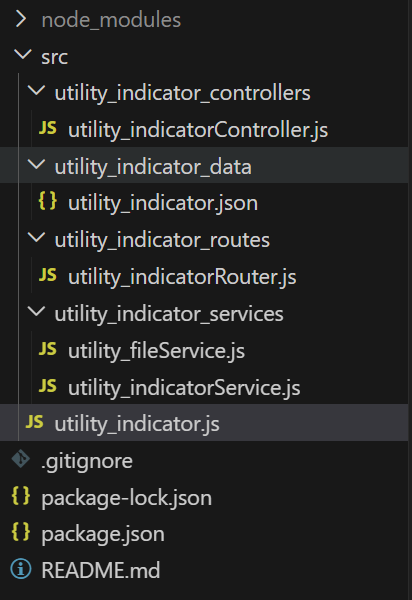 node_modules
src
utility_indicator_controllers
JS utility_indicatorController.js
utility_indicator_data
{} utility_indicator.json
utility_indicator_routes
JS utility_indicatorRouter.js
utility_indicator_services
JS utility_fileService.js
JS utility_indicatorService.js
JS utility_indicator.js
.gitignore
{} package-lock.json
{} package.json
README.md